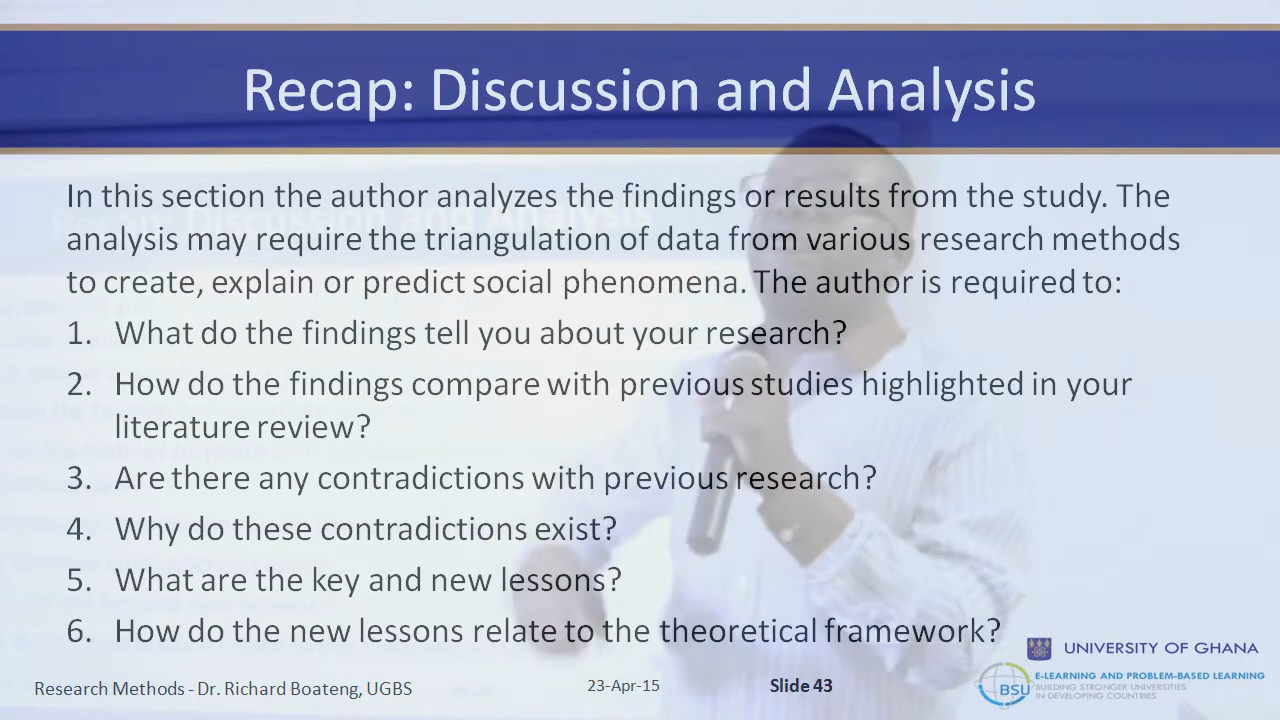 Recap: Discussion and Analysis
In this section the author analyzes the findings or results from the study. The
analysis may require the triangulation of data from various research methods
to create, explain or predict social phenomena. The author is required to:
1. What do the findings tell you about your research?
2. How do the findings compare with previous studies highlighted in your
literature review?
3. Are there any contradictions with previous research?
4. Why do these contradictions exist?
5. What are the key and new lessons?
6. How do the new lessons relate to the theoretical framework?
UNIVERSITY OF GHANA
BSU
E-LEARNING AND PROBLEM-BASED LEARNING
BUILDING STRONGER UNIVERSITIES
IN DEVELOPING COUNTRIES
Research Methods - Dr. Richard Boateng, UGBS
23-Apr-15
Slide 43